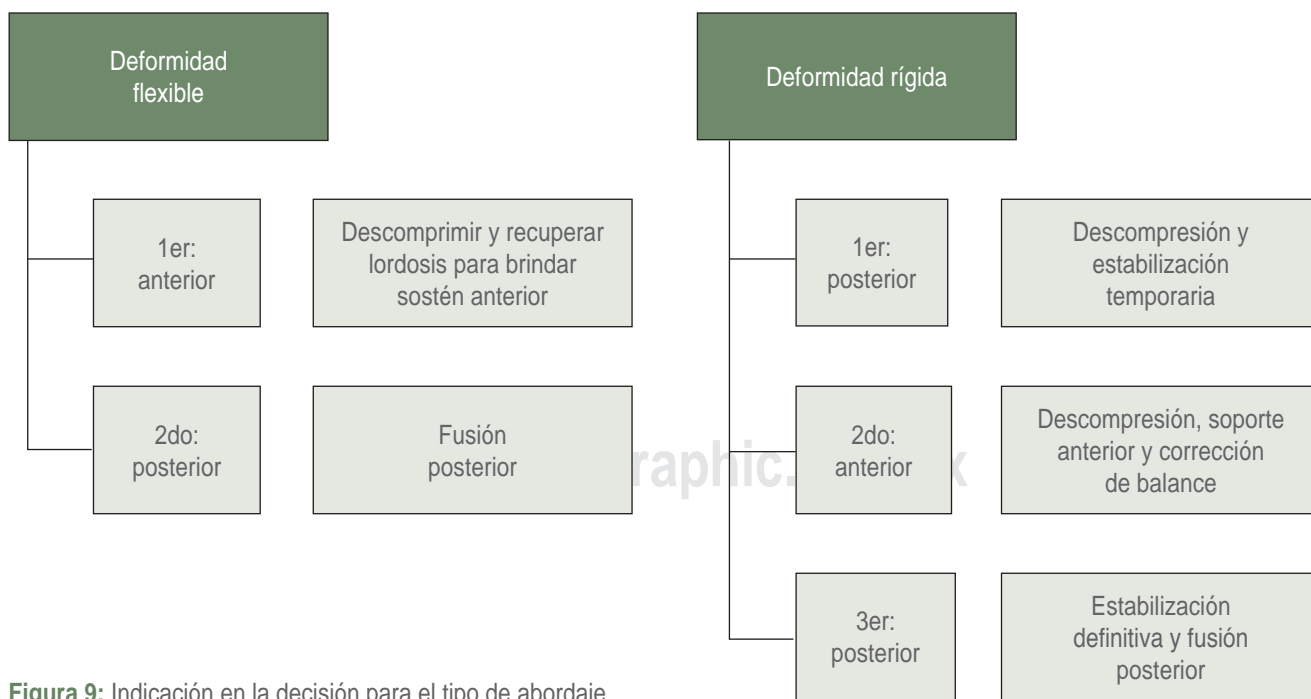 Deformidad
flexible
1er:
anterior
Descomprimir y recuperar
lordosis para brindar
sostén anterior
2do:
posterior
Fusión
posterior
Deformidad rígida
1er:
posterior
Descompresión y
estabilización
temporaria
2do:
anterior
Descompresión, soporte
anterior y corrección
de balance
3er:
posterior
Estabilización
definitiva y fusión
posterior
Figura 9: Indicación en la decisión para el tipo de abordaje